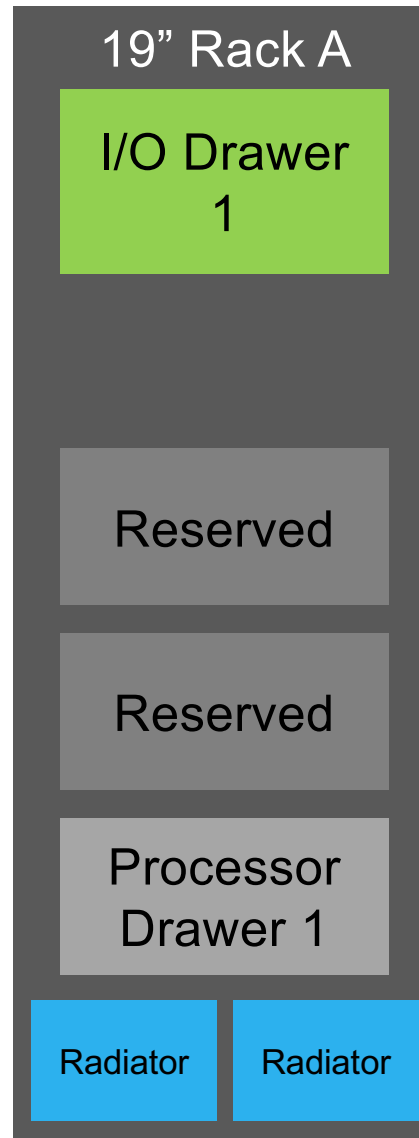 19” Rack A
I/O Drawer
1
Reserved
Reserved
Processor
Drawer 1
Radiator
Radiator